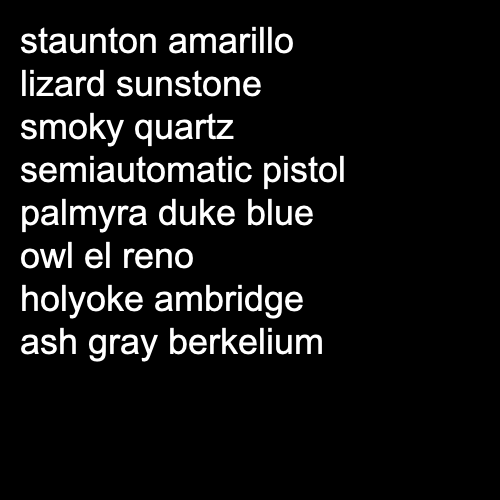 staunton amarillo
lizard sunstone
smoky quartz
semiautomatic pistol
palmyra duke blue
owl el reno
holyoke ambridge
ash gray berkelium